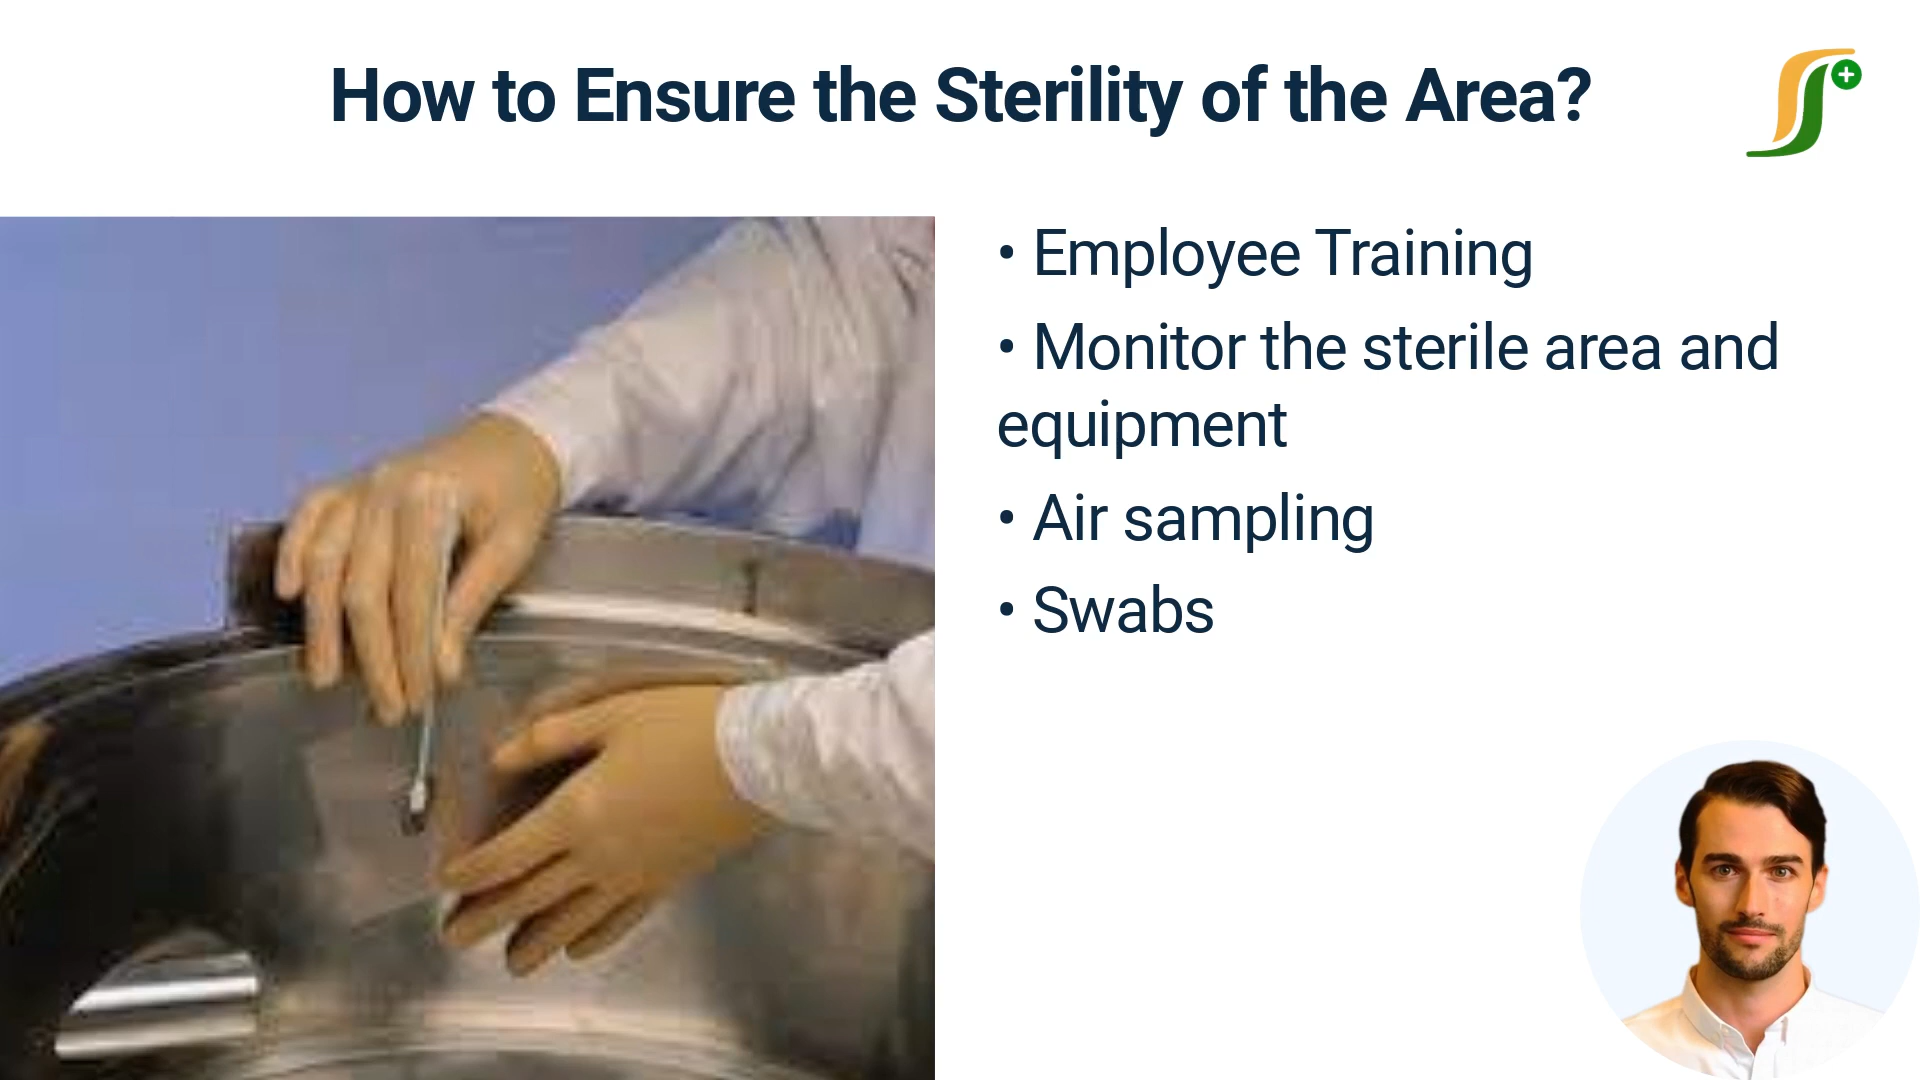 How to Ensure the Sterility of the Area?
• Employee Training
• Monitor the sterile area and
equipment
• Air sampling
• Swabs